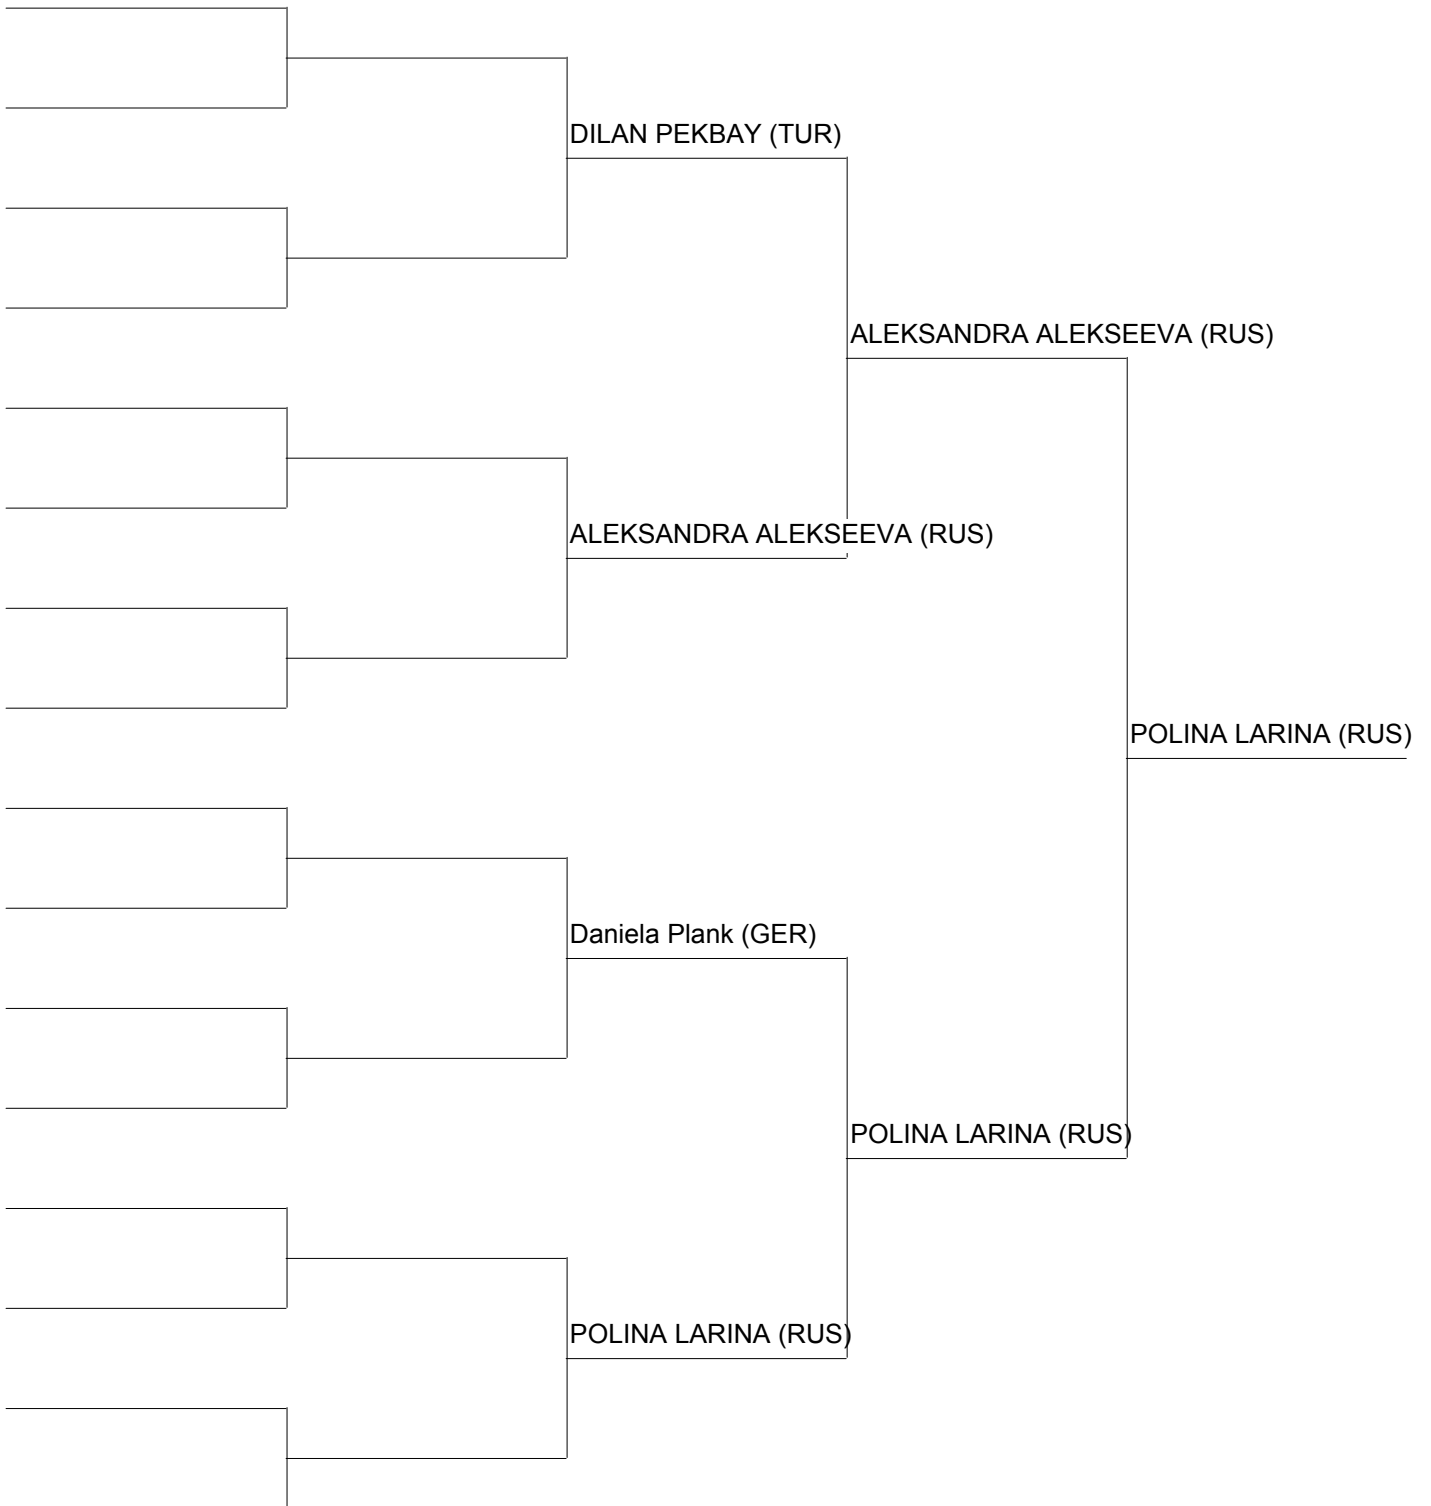 DILAN PEKBAY (TUR)
ALEKSANDRA ALEKSEEVA (RUS)
ALEKSANDRA ALEKSEEVA (RUS)
POLINA LARINA (RUS)
Daniela Plank (GER)
POLINA LARINA (RUS)
POLINA LARINA (RUS)